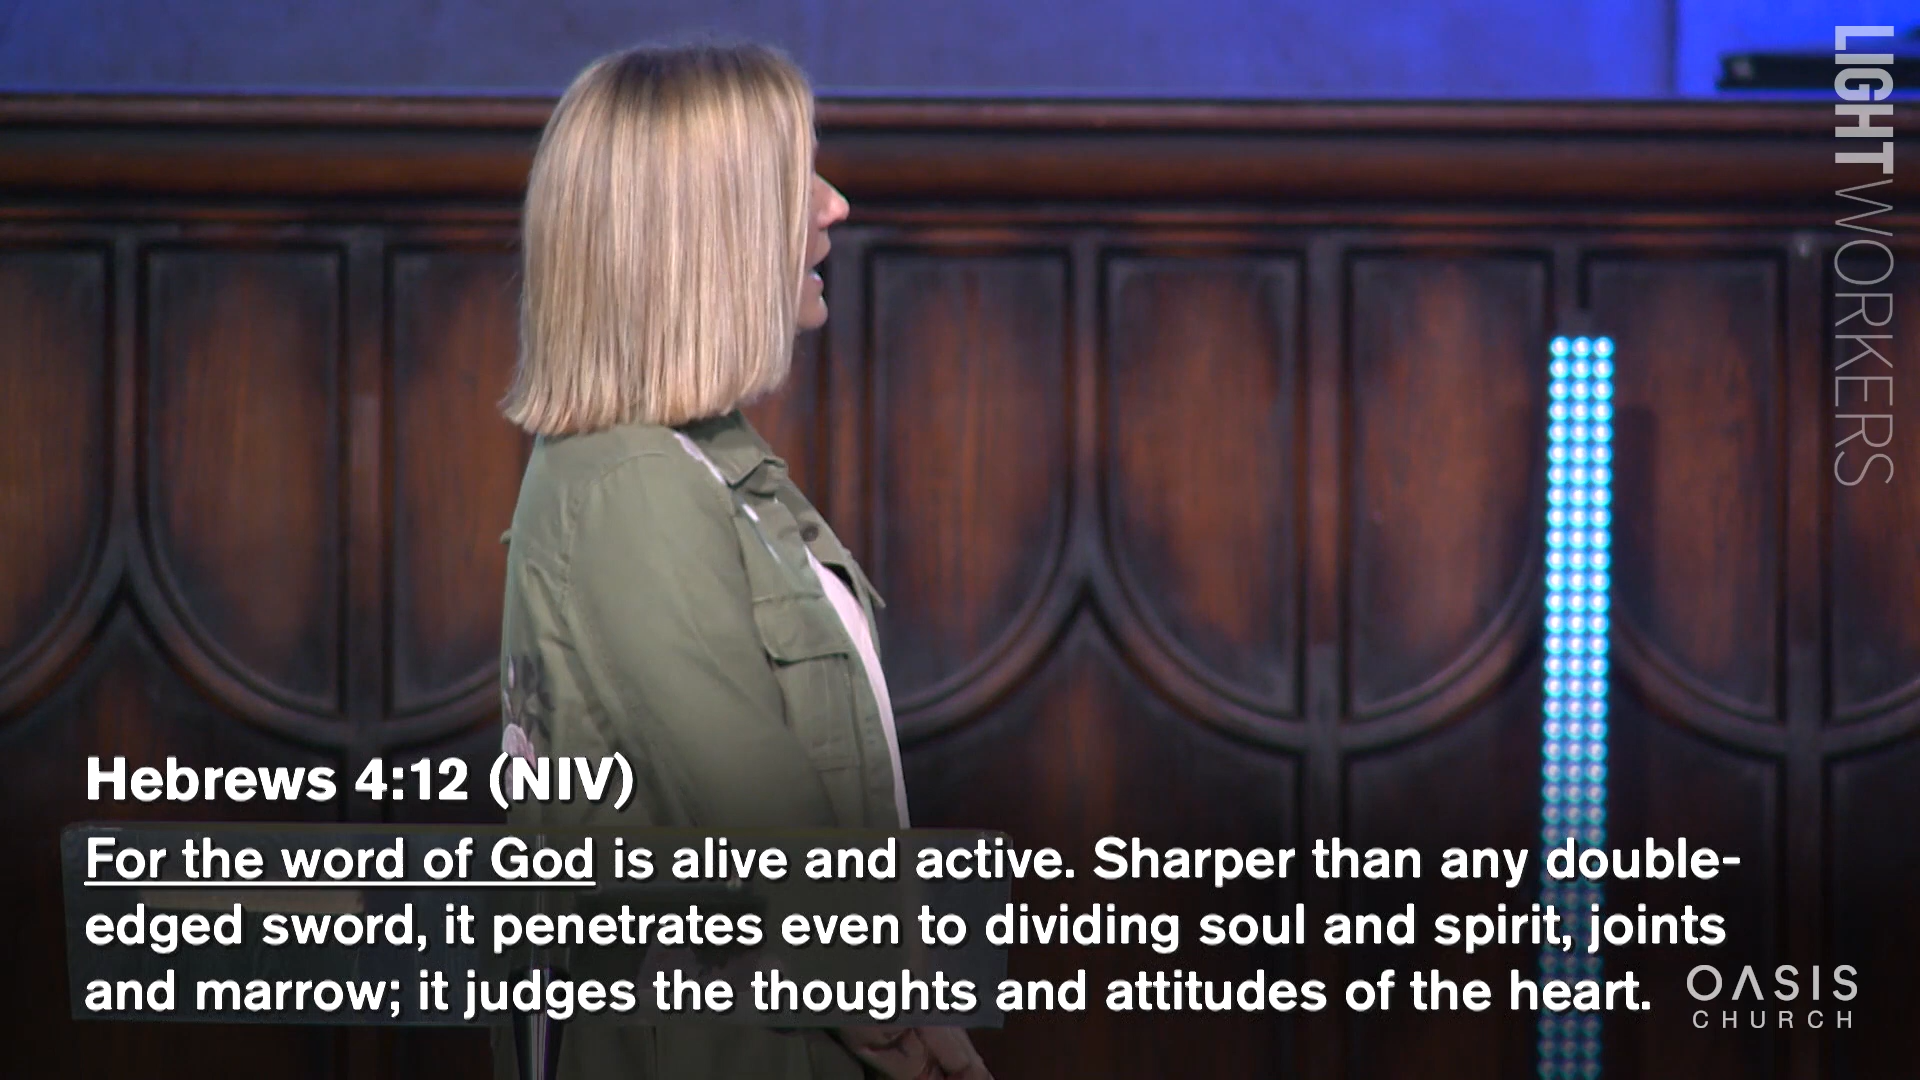 LIGHTWORKERS
Hebrews 4:12 (NIV)
For the word of God is alive and active. Sharper than any double-
edged sword, it penetrates even to dividing soul and spirit, joints
and marrow; it judges the thoughts and attitudes of the heart.
OASIS
CHURCH